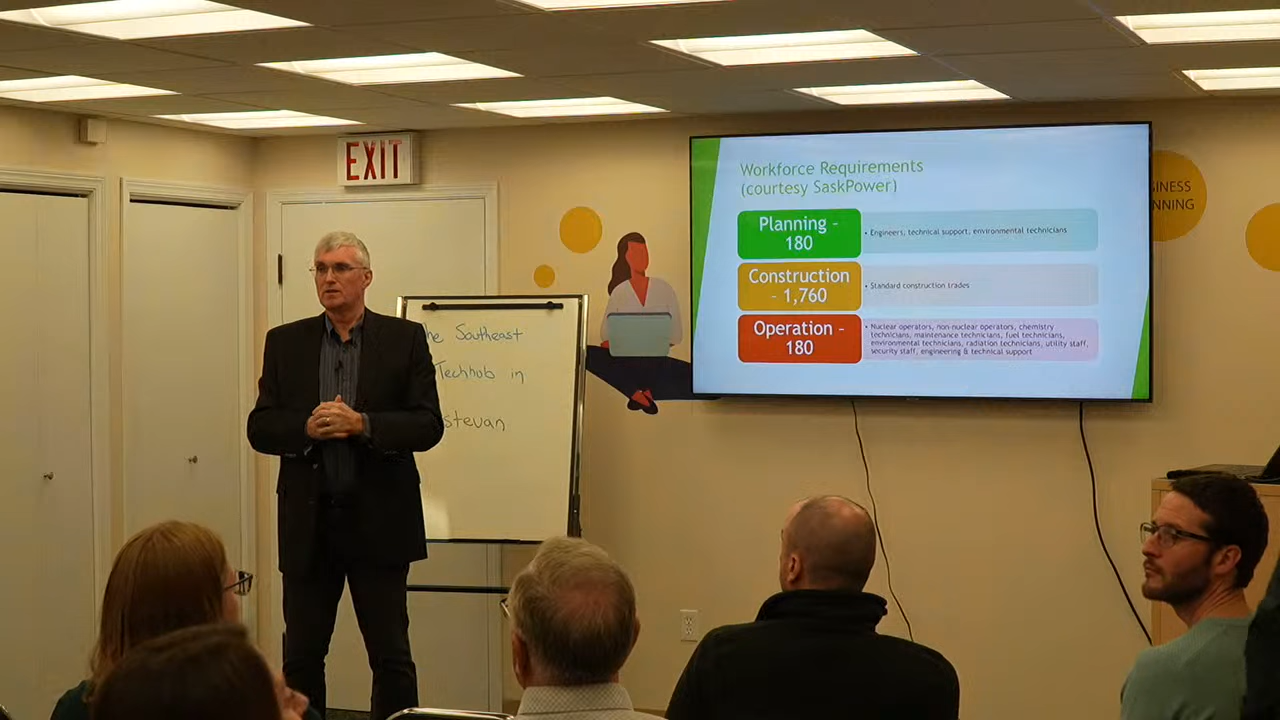 EXIT
he Southeast
Techhub in
stevan
Workforce Requirements
(courtesy SaskPower)
Planning -
180
• Engineers, technical support, environmental technicians
Construction
- 1,760
• Standard construction trades
Operation -
180
• Nuclear operators, non-nuclear operators, chemistry
technicians, maintenance technicians, fuel technicians,
environmental technicians, radiation technicians, utility staff,
security staff, engineering & technical support
INESS
NNING